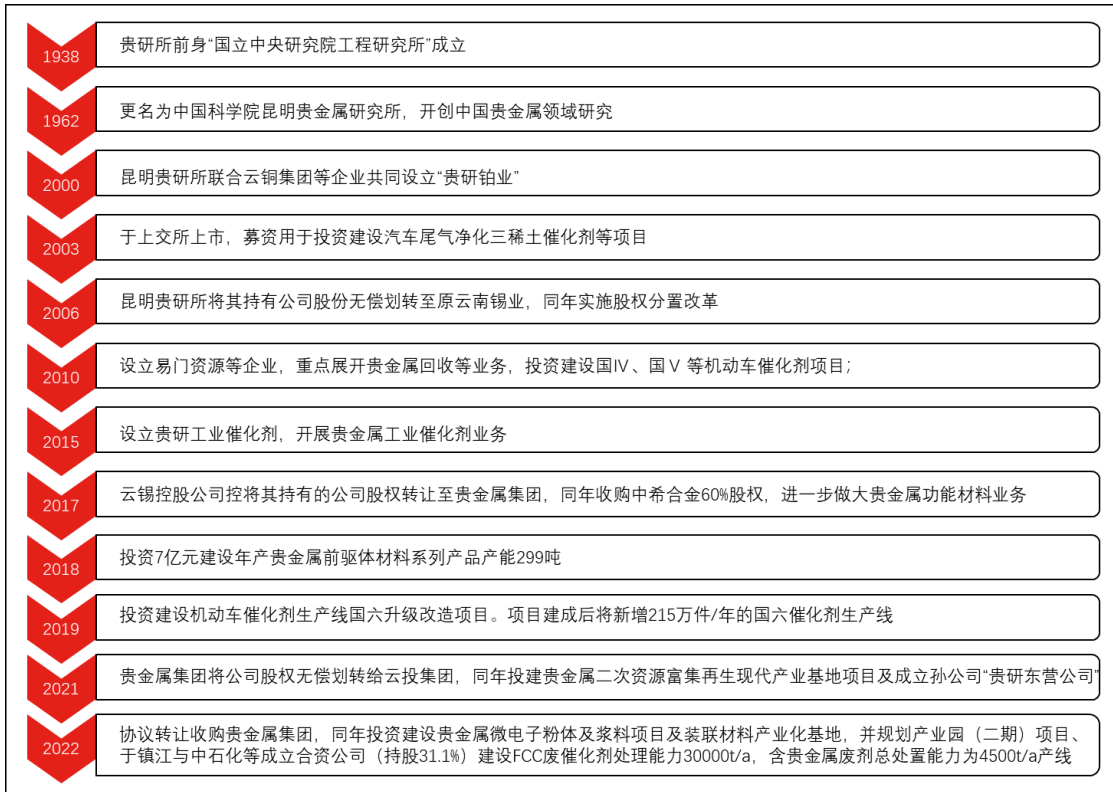 1938
贵研所前身“国立中央研究院工程研究所”成立
1962
更名为中国科学院昆明贵金属研究所，开创中国贵金属领域研究
2000
昆明贵研所联合云铜集团等企业共同设立“贵研铂业”
2003
于上交所上市，募资用于投资建设汽车尾气净化三稀土催化剂等项目
2006
昆明贵研所将其持有公司股份无偿划转至原云南锡业，同年实施股权分置改革
2010
设立易门资源等企业，重点展开贵金属回收等业务，投资建设国Ⅳ、国Ⅴ 等机动车催化剂项目；
2015
设立贵研工业催化剂，开展贵金属工业催化剂业务
2017
云锡控股公司控将其持有的公司股权转让至贵金属集团，同年收购中希合金60%股权，进一步做大贵金属功能材料业务
2018
投资7亿元建设年产贵金属前驱体材料系列产品产能299吨
2019
投资建设机动车催化剂生产线国六升级改造项目。项目建成后将新增215万件/年的国六催化剂生产线
2021
贵金属集团将公司股权无偿划转给云投集团，同年投建贵金属二次资源富集再生现代产业基地项目及成立孙公司“贵研东营公司”
2022
协议转让收购贵金属集团，同年投资建设贵金属微电子粉体及浆料项目及装联材料产业化基地，并规划产业园（二期）项目、
于镇江与中石化等成立合资公司（持股31.1%）建设FCC废催化剂处理能力30000t/a，含贵金属废剂总处置能力为4500t/a产线